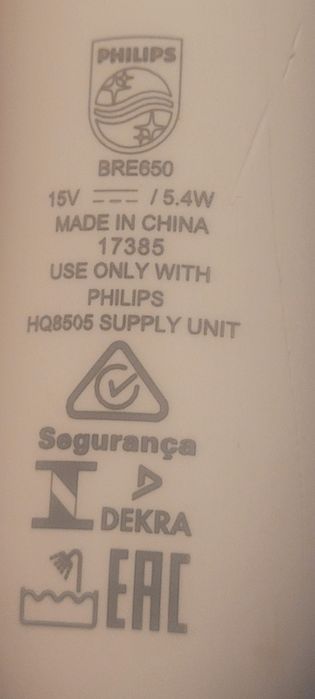 PHILIPS
BRE650
15V ⎓ / 5.4W
MADE IN CHINA
17385
USE ONLY WITH
PHILIPS
HQ8505 SUPPLY UNIT
Segurança
DEKRA
EAC